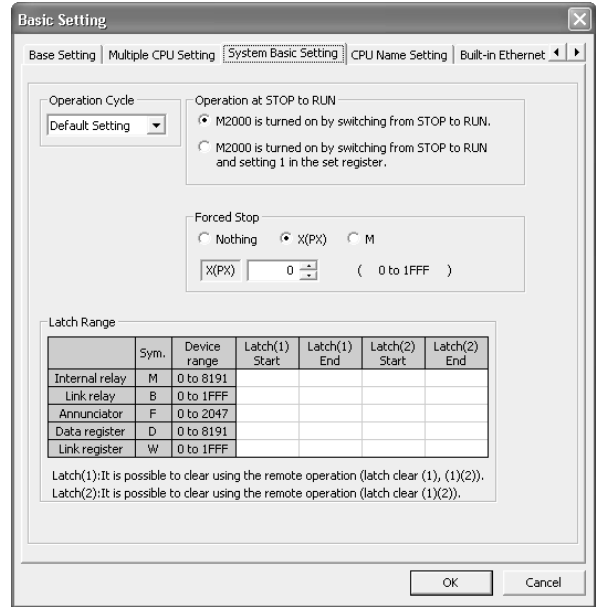 Basic Setting
Base Setting | Multiple CPU Setting | System Basic Setting | CPU Name Setting | Built-in Ethernet
Operation Cycle
Default Setting
Operation at STOP to RUN
M2000 is turned on by switching from STOP to RUN.
M2000 is turned on by switching from STOP to RUN
and setting 1 in the set register.
Forced Stop
Nothing X(PX) M
X(PX) 0 ( 0 to 1FFF )
Latch Range
Sym. Device range Latch(1) Start Latch(1) End Latch(2) Start Latch(2) End
Internal relay M 0 to 8191
Link relay B 0 to 1FFF
Annunciator F 0 to 2047
Data register D 0 to 8191
Link register W 0 to 1FFF
Latch(1):It is possible to clear using the remote operation (latch clear (1), (1)(2)).
Latch(2):It is possible to clear using the remote operation (latch clear (1)(2)).
OK Cancel